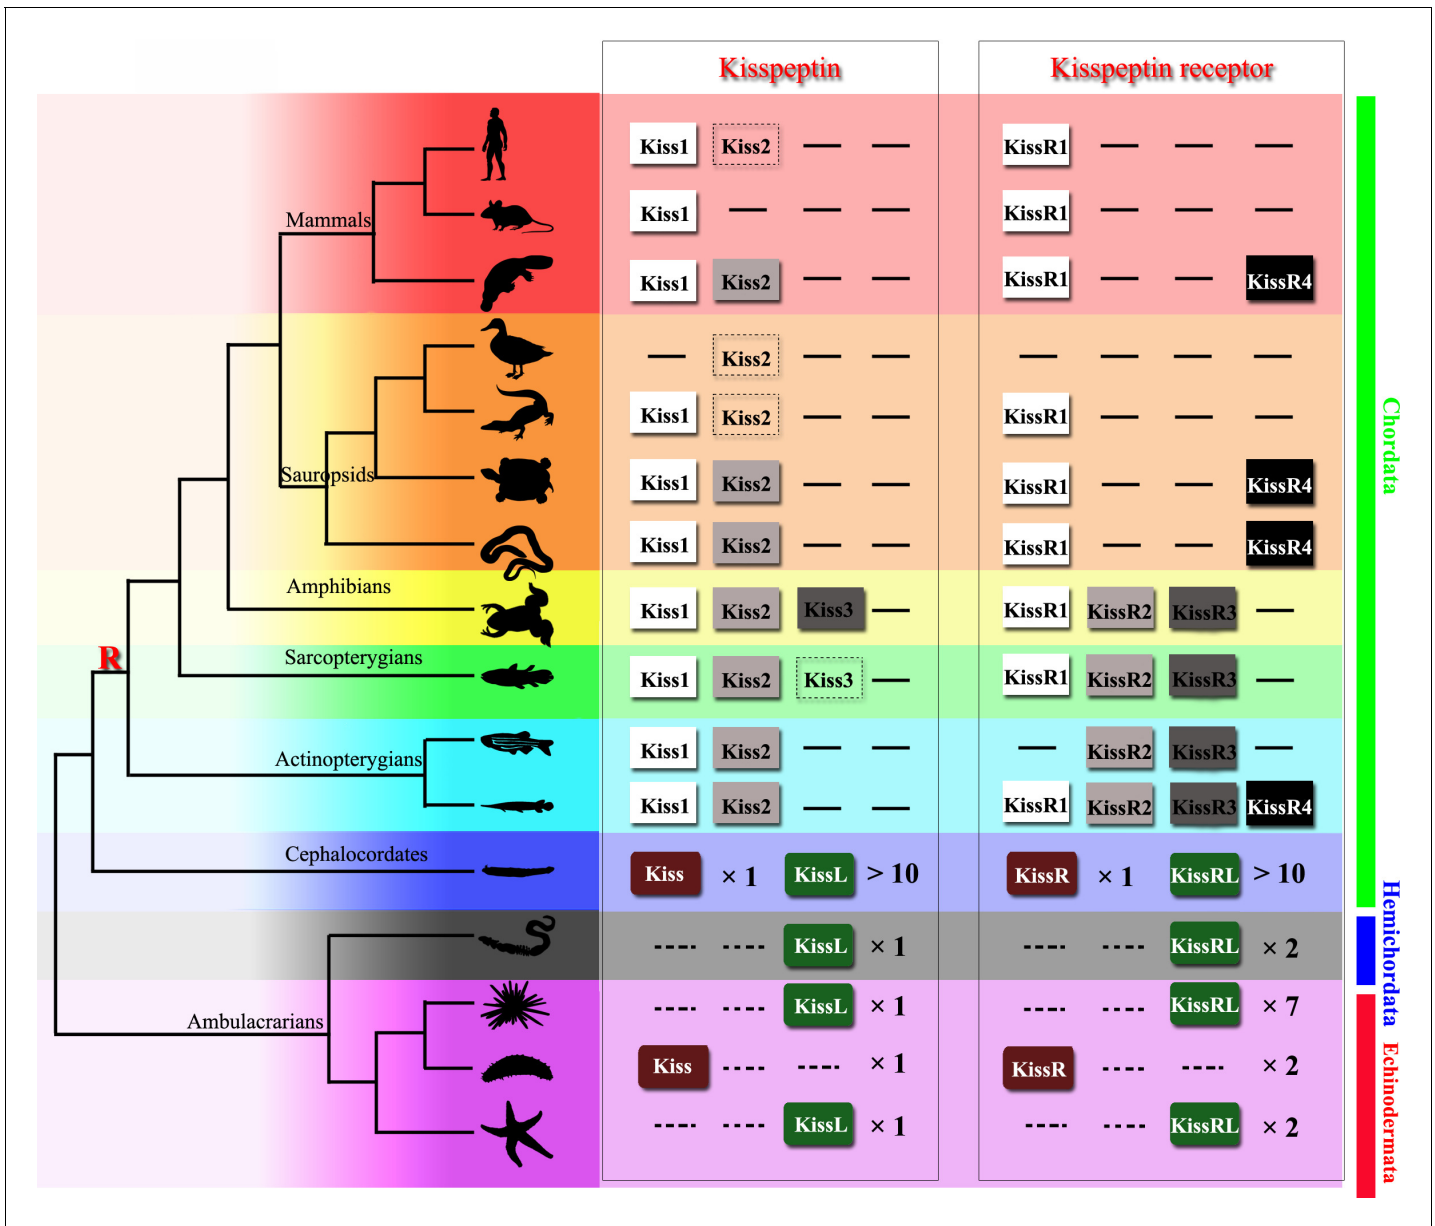 Kisspeptin Kisspeptin receptor
Kiss1 Kiss2 KissR1
Mammals
Kiss1 KissR1
Kiss1 Kiss2 KissR1 KissR4
Kiss2
Kiss1 Kiss2 KissR1
Sauropsids
Kiss1 Kiss2 KissR1 KissR4
Kiss1 Kiss2 KissR1 KissR4
Amphibians
Kiss1 Kiss2 Kiss3 KissR1 KissR2 KissR3
R
Sarcopterygians
Kiss1 Kiss2 Kiss3 KissR1 KissR2 KissR3
Actinopterygians
Kiss1 Kiss2 KissR2 KissR3
Kiss1 Kiss2 KissR1 KissR2 KissR3 KissR4
Cephalocordates
Kiss × 1 KissL > 10 KissR × 1 KissRL > 10
KissL × 1 KissRL × 2
Ambulacrarians
KissL × 1 KissRL × 7
Kiss × 1 KissR × 2
KissL × 1 KissRL × 2
Chordata
Hemichordata
Echinodermata